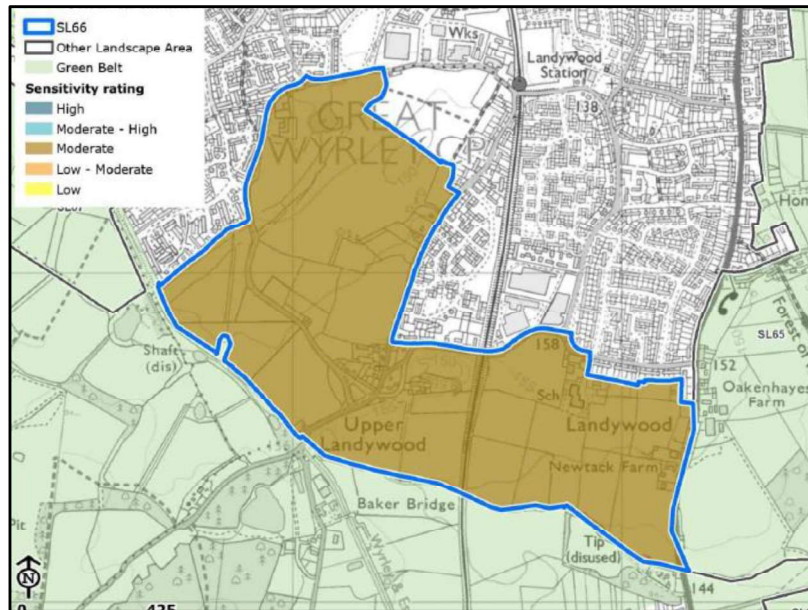 SL66
Other Landscape Area
Green Belt
Sensitivity rating
High
Moderate - High
Moderate
Low - Moderate
Low
Wks
Landywood
Station
138
GREAT
Shaft
(dis)
158
SL65
152
Oakenhayes
Farm
Sch
Upper
Landywood
Landywood
Newtack Farm
Baker Bridge
Tip
(disused)
Pit
144
N
0
425